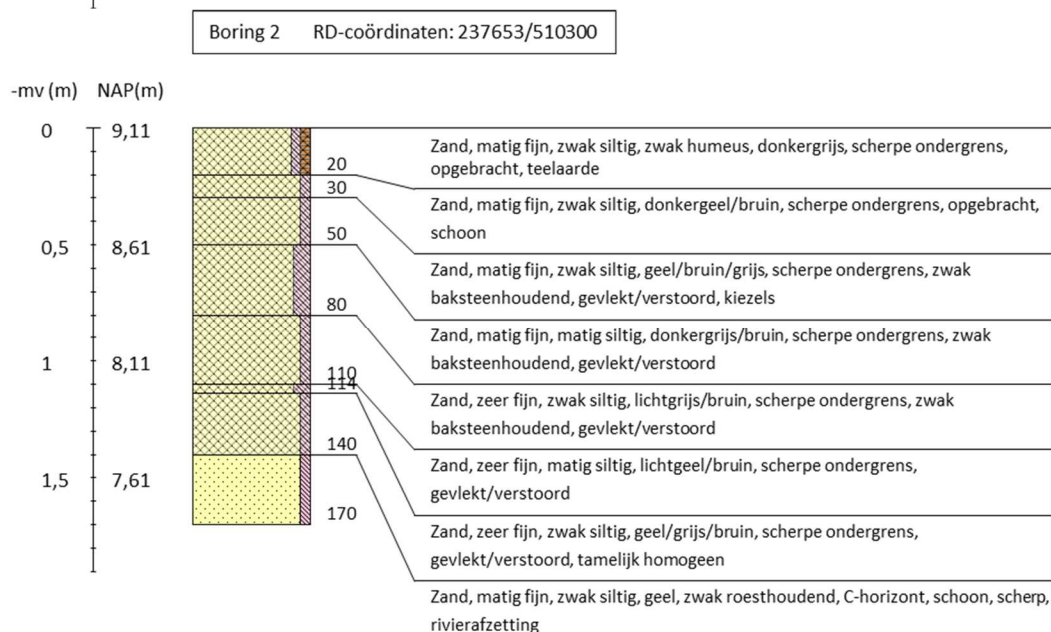 Boring 2 RD-coördinaten: 237653/510300
-mv (m) NAP(m)
0 9,11
Zand, matig fijn, zwak siltig, zwak humeus, donkergrijs, scherpe ondergrens,
opgebracht, teelaarde
20
30
Zand, matig fijn, zwak siltig, donkergeel/bruin, scherpe ondergrens, opgebracht,
schoon
50
0,5 8,61
Zand, matig fijn, zwak siltig, geel/bruin/grijs, scherpe ondergrens, zwak
baksteenhoudend, gevlekt/verstoord, kiezels
80
Zand, matig fijn, matig siltig, donkergrijs/bruin, scherpe ondergrens, zwak
baksteenhoudend, gevlekt/verstoord
1 8,11
110
114
Zand, zeer fijn, zwak siltig, lichtgrijs/bruin, scherpe ondergrens, zwak
baksteenhoudend, gevlekt/verstoord
140
Zand, zeer fijn, matig siltig, lichtgeel/bruin, scherpe ondergrens,
gevlekt/verstoord
1,5 7,61
170
Zand, zeer fijn, zwak siltig, geel/grijs/bruin, scherpe ondergrens,
gevlekt/verstoord, tamelijk homogeen
Zand, matig fijn, zwak siltig, geel, zwak roesthoudend, C-horizont, schoon, scherp,
rivierafzetting